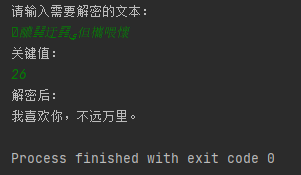 请输入需要解密的文本:
关键值:
26
解密后:
我喜欢你,不远万里。
Process finished with exit code 0